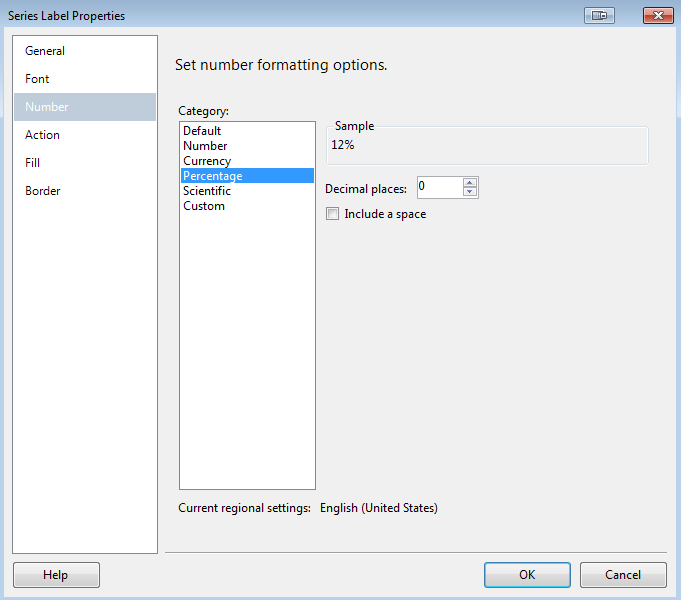 Series Label Properties
General
Font
Number
Action
Fill
Border
Set number formatting options.
Category:
Default
Number
Currency
Percentage
Scientific
Custom
Sample
12%
Decimal places: 0
Include a space
Current regional settings: English (United States)
Help
OK
Cancel